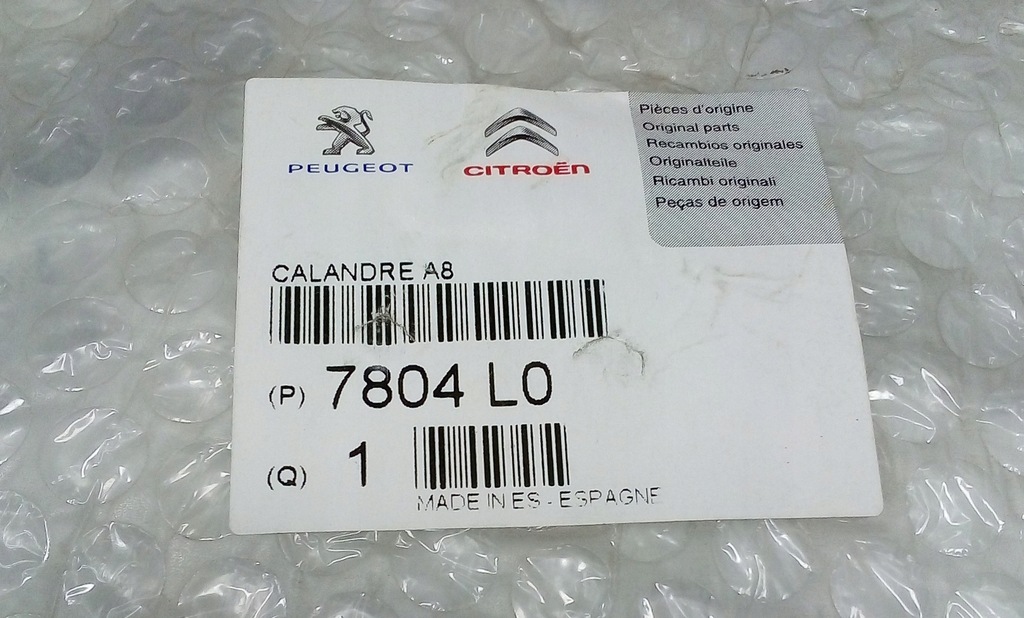 PEUGEOT
CITROËN
Pièces d'origine
Original parts
Recambios originales
Originalteile
Ricambi originali
Peças de origem
CALANDRE A8
(P) 7804 L0
(Q) 1
MADE IN ES - ESPAGNE